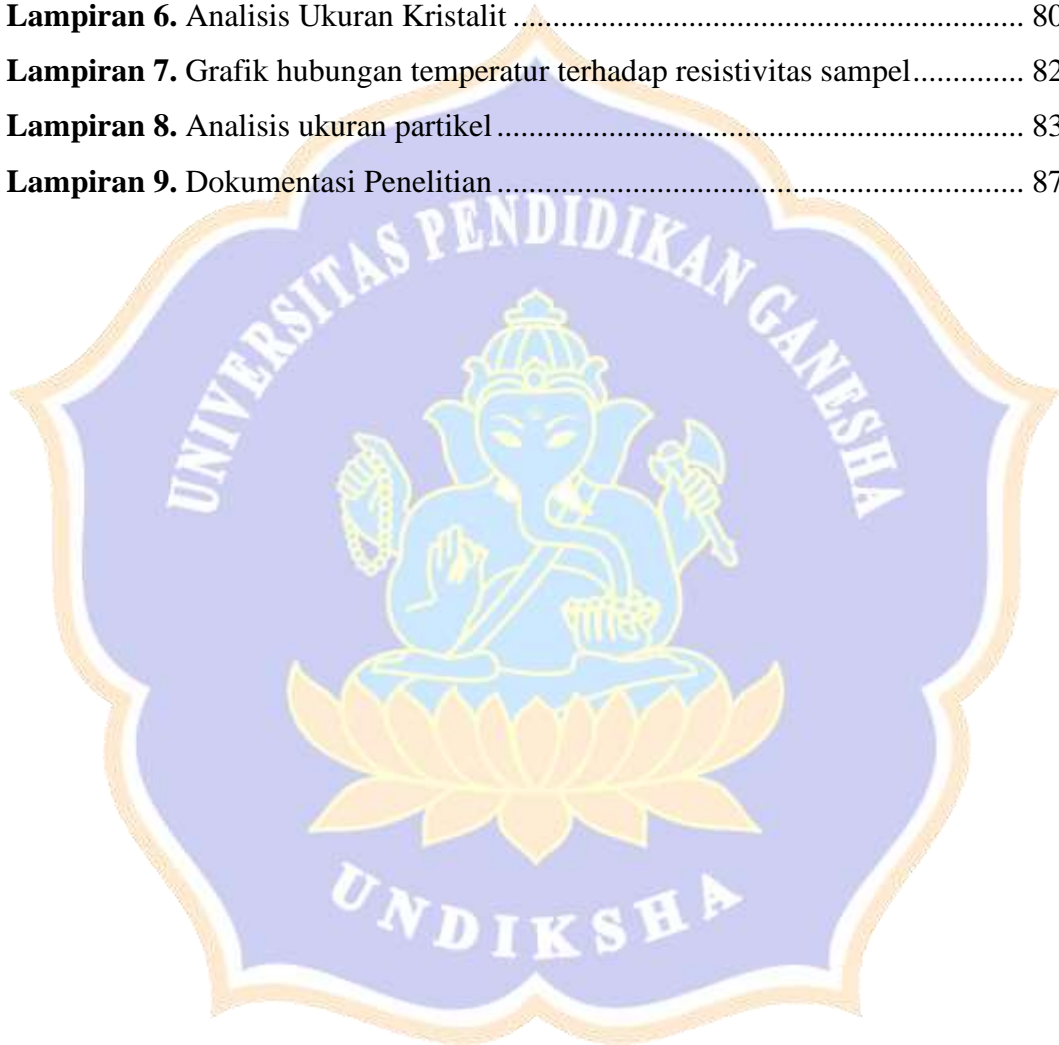 Lampiran 6. Analisis Ukuran Kristalit ........................................................................ 80
Lampiran 7. Grafik hubungan temperatur terhadap resistivitas sampel.............. 82
Lampiran 8. Analisis ukuran partikel ........................................................................... 83
Lampiran 9. Dokumentasi Penelitian ........................................................................... 87
UNIVERSITAS PENDIDIKAN GANESHA
UNDIKSHA